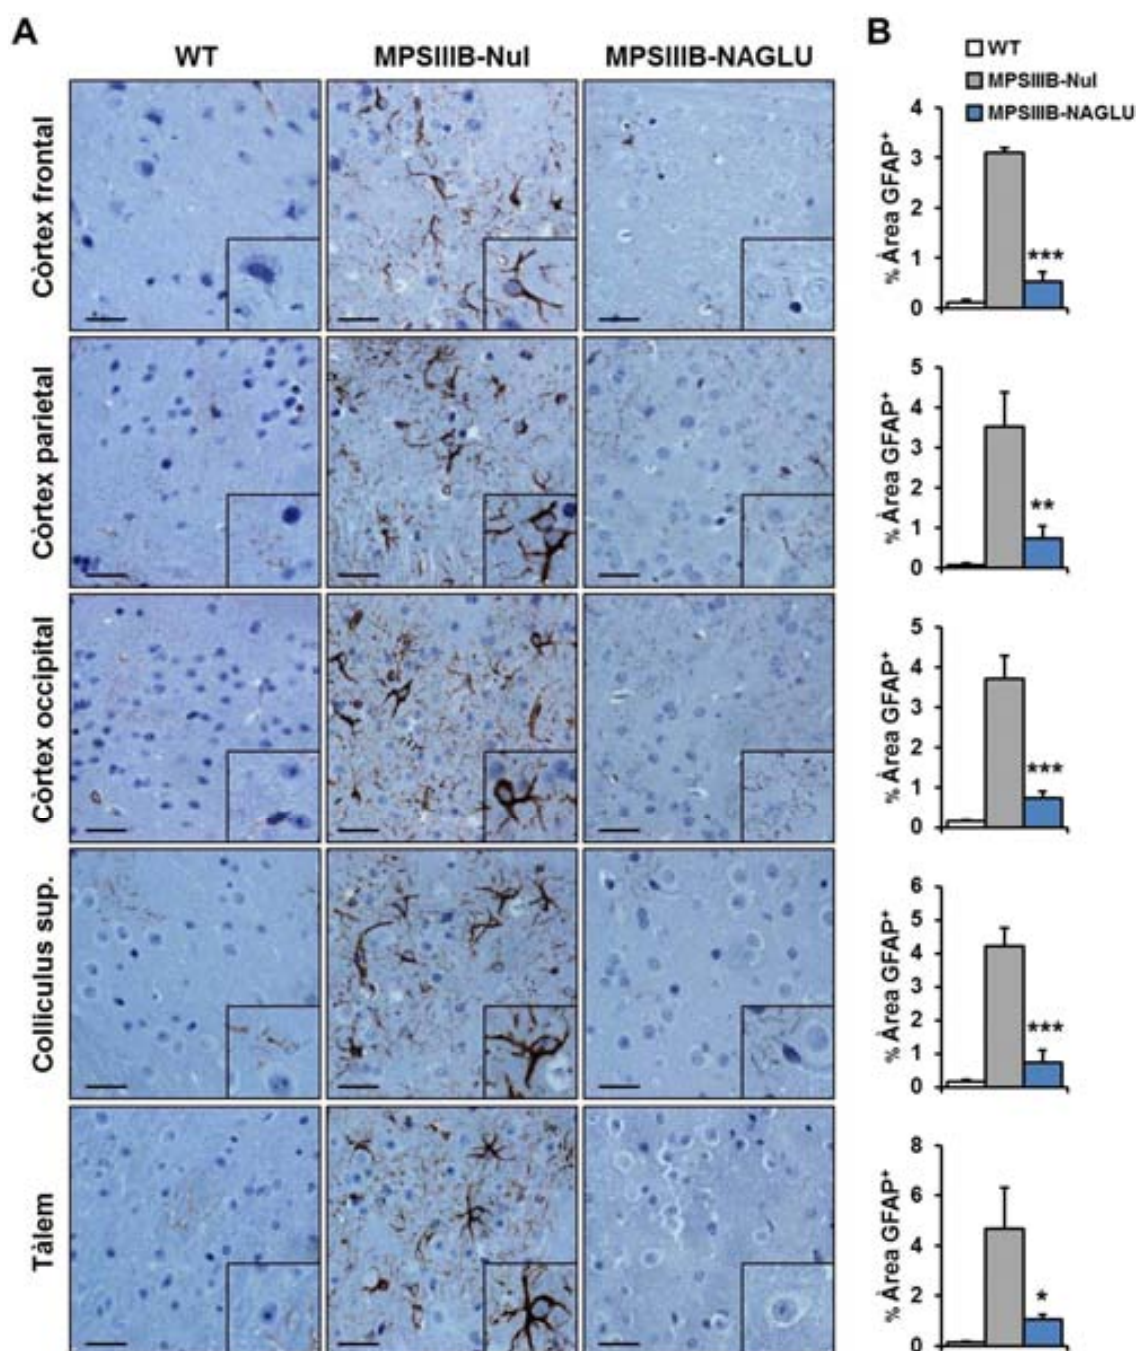 A
B
WT
MPSIIIB-Nul
MPSIIIB-NAGLU
WT
MPSIIIB-Nul
MPSIIIB-NAGLU
Còrtex frontal
% Àrea GFAP+
4
3
2
1
0
***
Còrtex parietal
% Àrea GFAP+
5
4
3
2
1
0
**
Còrtex occipital
% Àrea GFAP+
5
4
3
2
1
0
***
Colliculus sup.
% Àrea GFAP+
6
5
4
3
2
1
0
***
Tàlem
% Àrea GFAP+
8
6
4
2
0
*